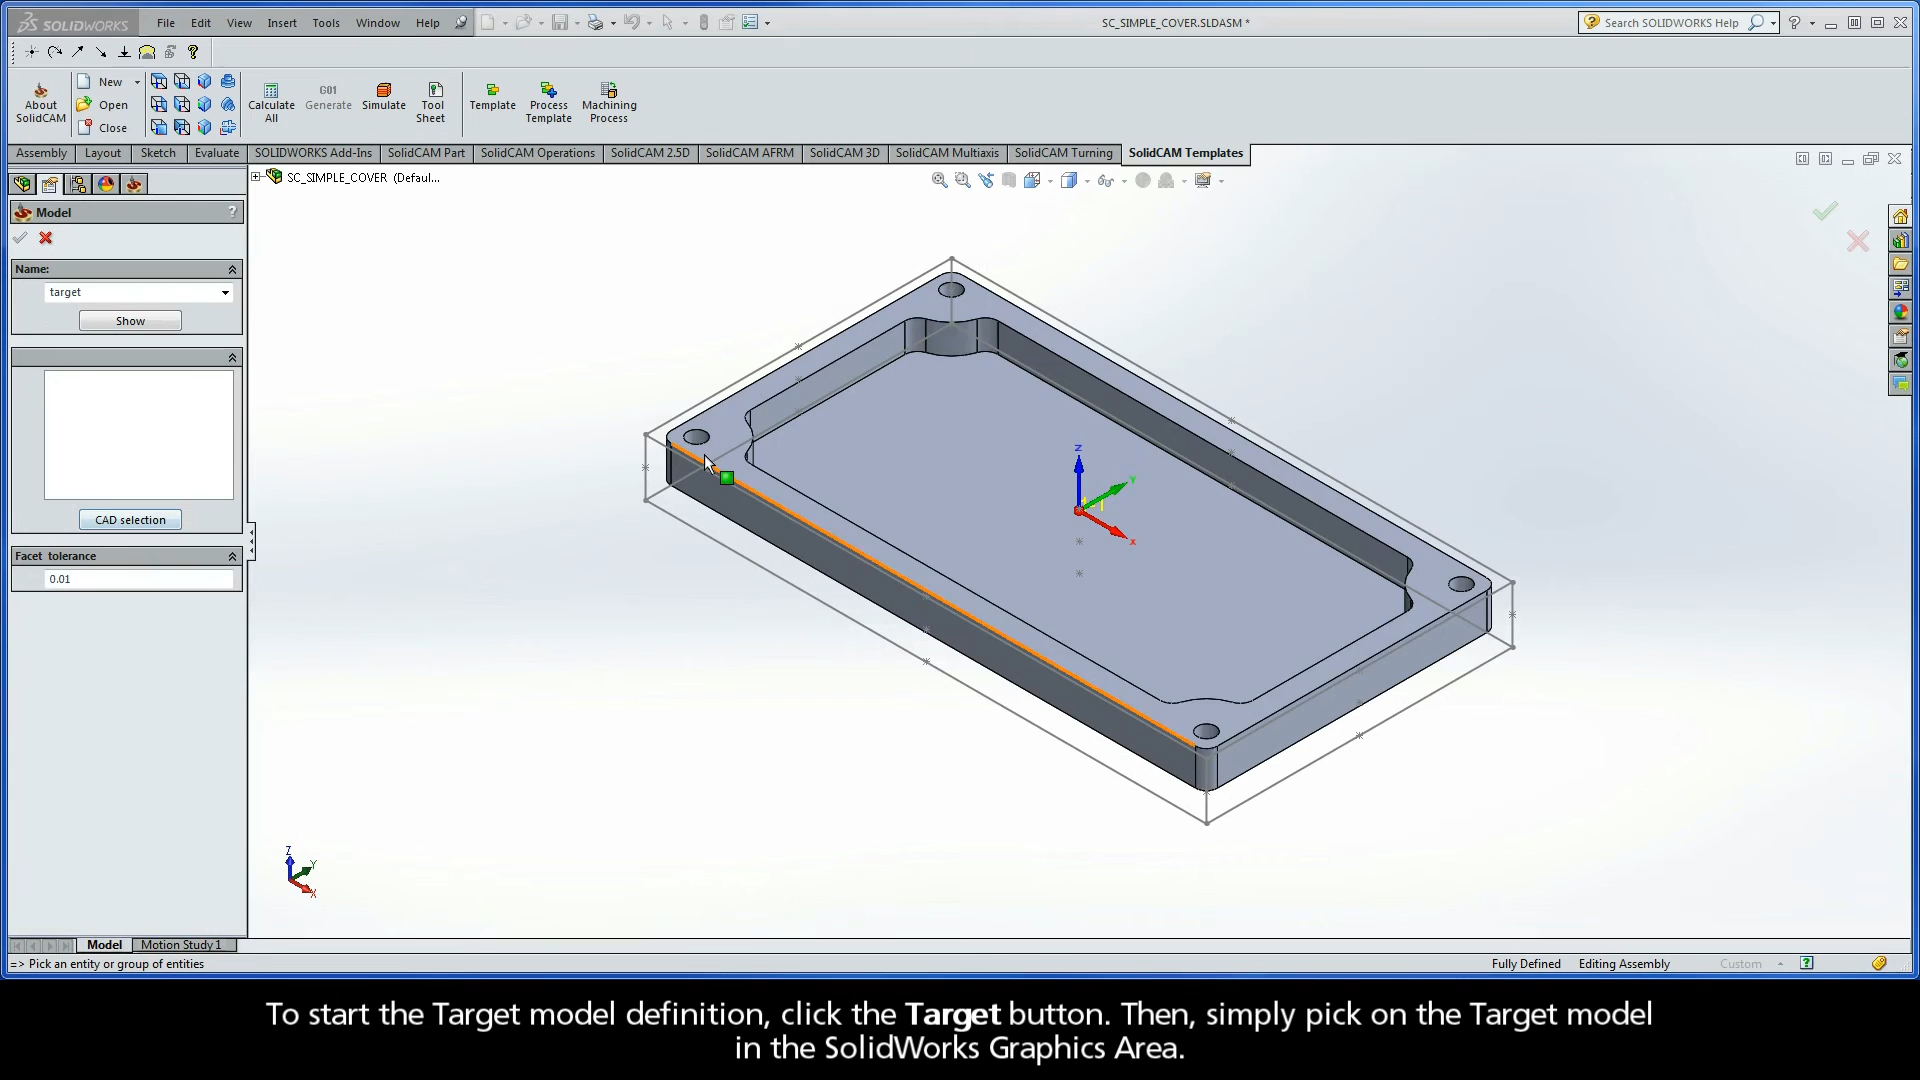 SOLIDWORKS File Edit View Insert Tools Window Help SC_SIMPLE_COVER.SLDASM * Search SOLIDWORKS Help
About SolidCAM
New
Open
Close
Calculate All
G01 Generate
Simulate
Tool Sheet
Template
Process Template
Machining Process
Assembly Layout Sketch Evaluate SOLIDWORKS Add-Ins SolidCAM Part SolidCAM Operations SolidCAM 2.5D SolidCAM AFRM SolidCAM 3D SolidCAM Multiaxis SolidCAM Turning SolidCAM Templates
SC_SIMPLE_COVER (Defaul...
Model ?
Name:
target
Show
CAD selection
Facet tolerance
0.01
Z
Y
X
Z
Y
X
Model Motion Study 1
=> Pick an entity or group of entities Fully Defined Editing Assembly Custom
To start the Target model definition, click the Target button. Then, simply pick on the Target model
in the SolidWorks Graphics Area.